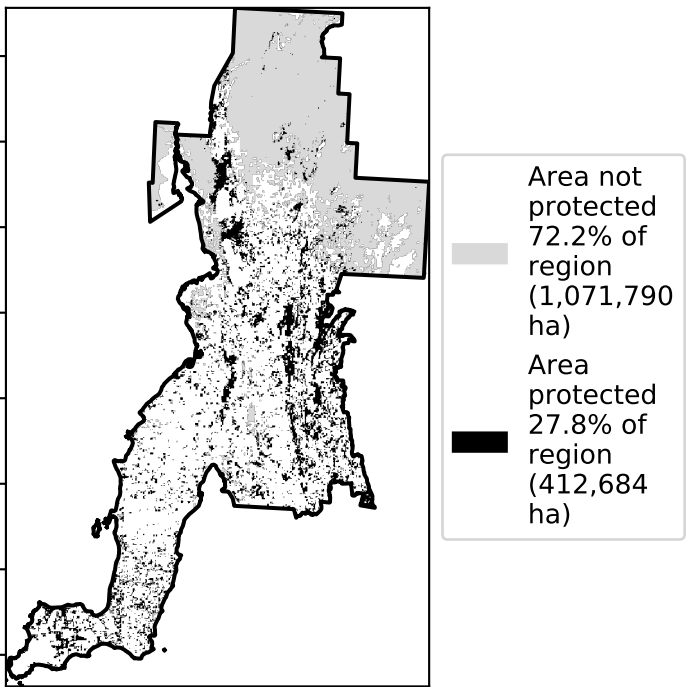 Area not
protected
72.2% of
region
(1,071,790
ha)
Area
protected
27.8% of
region
(412,684
ha)